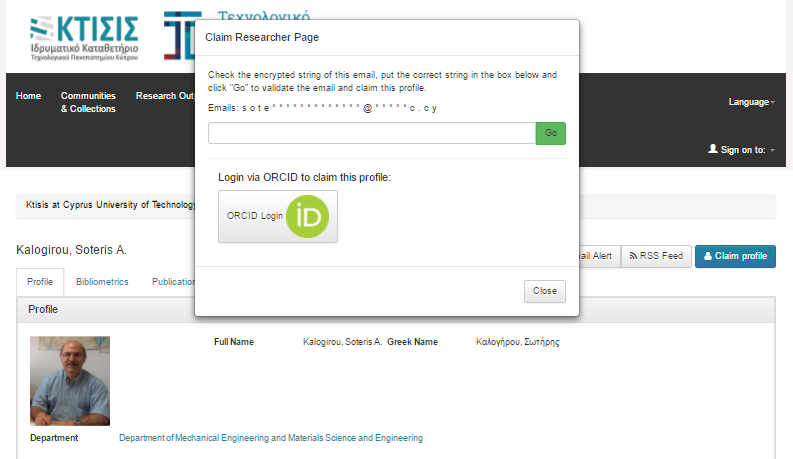 ΚΤΙΣΙΣ
Ιδρυματικό Καταθετήριο
Τεχνολογικού Πανεπιστημίου Κύπρου
Τεχνολογικό
Claim Researcher Page
Check the encrypted string of this email, put the correct string in the box below and
click "Go" to validate the email and claim this profile.
Emails: s o t e * * * * * * * * * * * * * @ * * * * * c . c y
Go
Login via ORCID to claim this profile:
ORCID Login iD
Close
Home
Communities
& Collections
Research Out
Language
Sign on to:
Ktisis at Cyprus University of Technology
Kalogirou, Soteris A.
ail Alert
RSS Feed
Claim profile
Profile
Bibliometrics
Publication
Profile
Full Name Kalogirou, Soteris A. Greek Name Καλογήρου, Σωτήρης
Department Department of Mechanical Engineering and Materials Science and Engineering